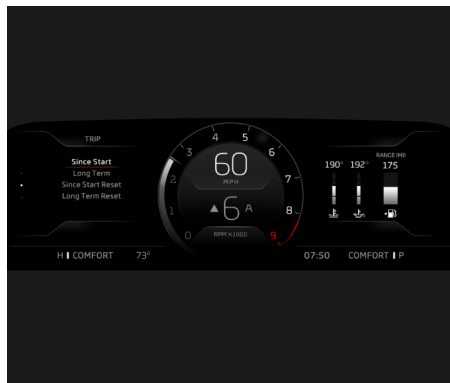 TRIP
Since Start
Long Term
Since Start Reset
Long Term Reset
0
1
2
3
4
5
6
7
8
9
60
MPH
6 A
RPM X1000
RANGE (MI)
190° 192° 175
H COMFORT 73°
07:50 COMFORT P